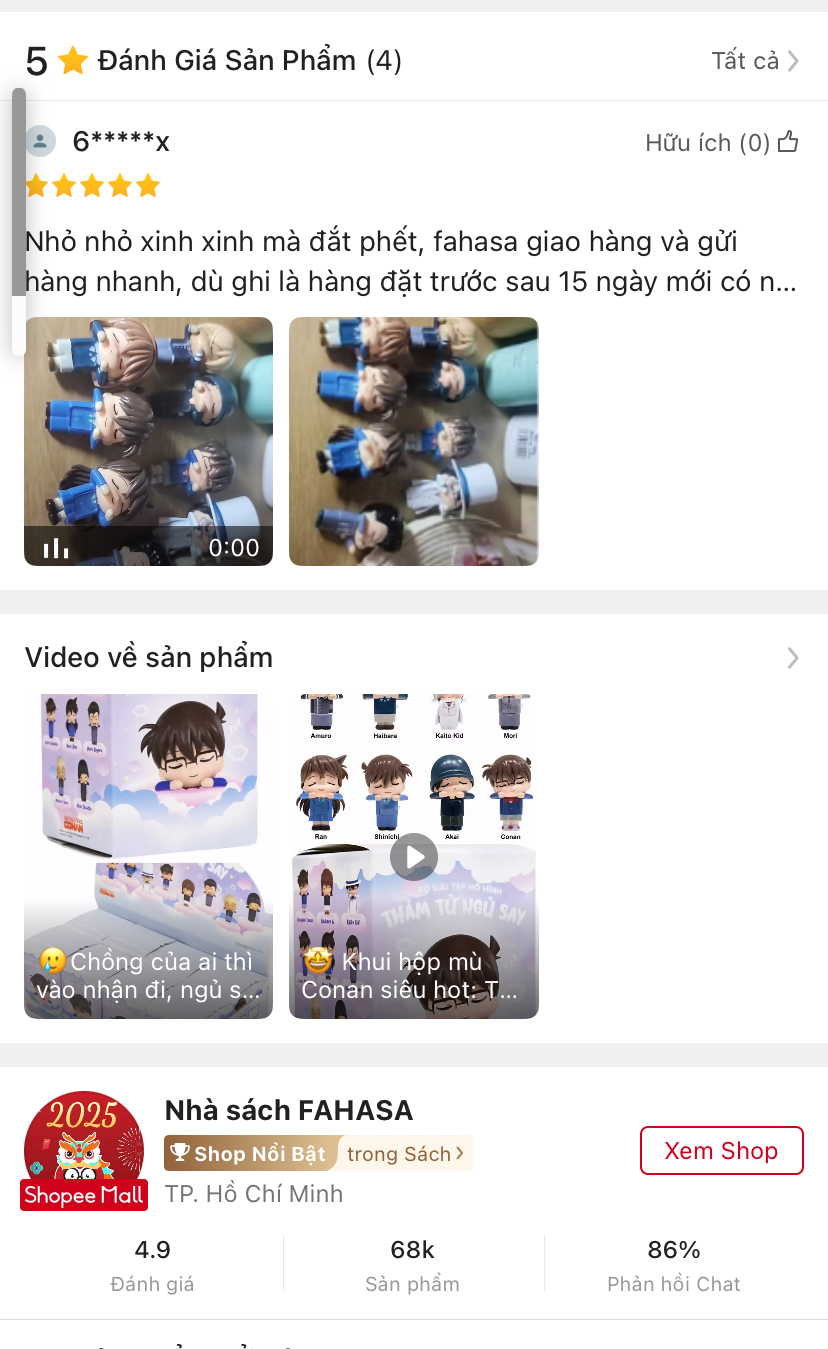 5 Đánh Giá Sản Phẩm (4)
Tất cả
6*****x
Hữu ích (0)
Nhỏ nhỏ xinh xinh mà đắt phết, fahasa giao hàng và gửi
hàng nhanh, dù ghi là hàng đặt trước sau 15 ngày mới có n...
0:00
Video về sản phẩm
CONAN
SAY
🥲Chồng của ai thì
vào nhận đi, ngủ s...
Amuro
Haibara
Kaito Kid
Mori
Ran
Shinichi
Akai
Conan
BỘ SƯU TẬP MÔ HÌNH
THÁM TỬ NGỦ SAY
🤩 Khui hộp mù
Conan siêu hot: T...
2025
Shopee Mall
Nhà sách FAHASA
Shop Nổi Bật trong Sách
TP. Hồ Chí Minh
Xem Shop
4.9
Đánh giá
68k
Sản phẩm
86%
Phản hồi Chat